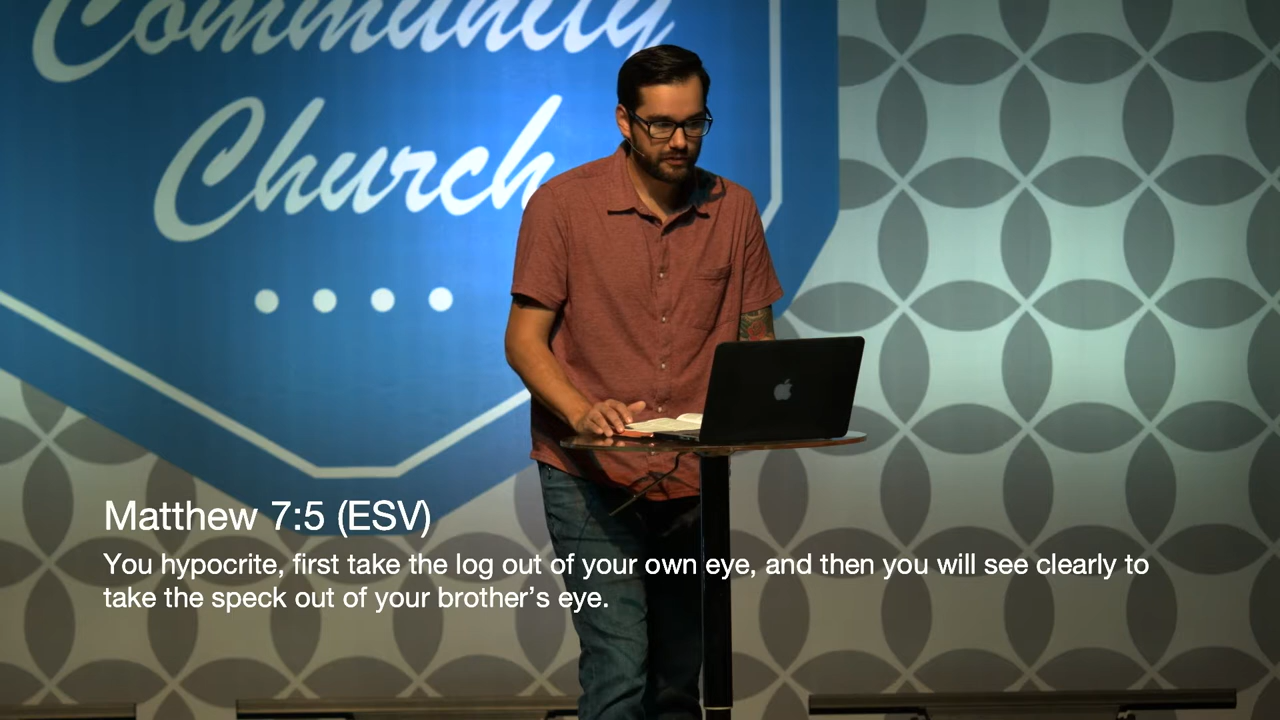 Community
Church
Matthew 7:5 (ESV)
You hypocrite, first take the log out of your own eye, and then you will see clearly to
take the speck out of your brother’s eye.